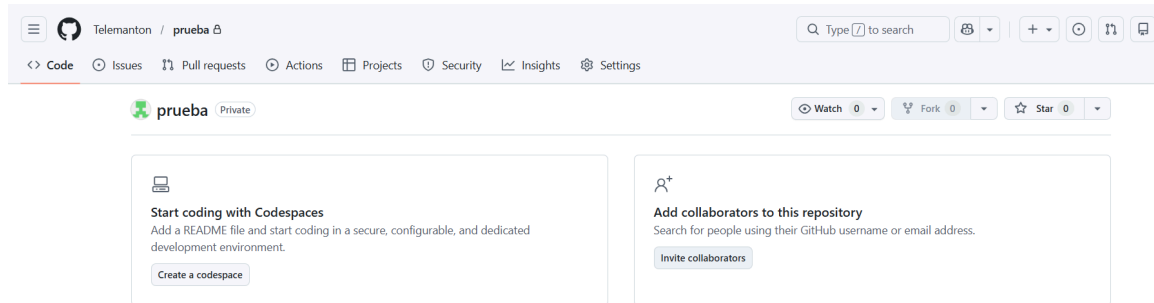 Telemanton / prueba
Type / to search
Code Issues Pull requests Actions Projects Security Insights Settings
prueba Private
Watch 0 Fork 0 Star 0
Start coding with Codespaces
Add a README file and start coding in a secure, configurable, and dedicated
development environment.
Create a codespace
Add collaborators to this repository
Search for people using their GitHub username or email address.
Invite collaborators